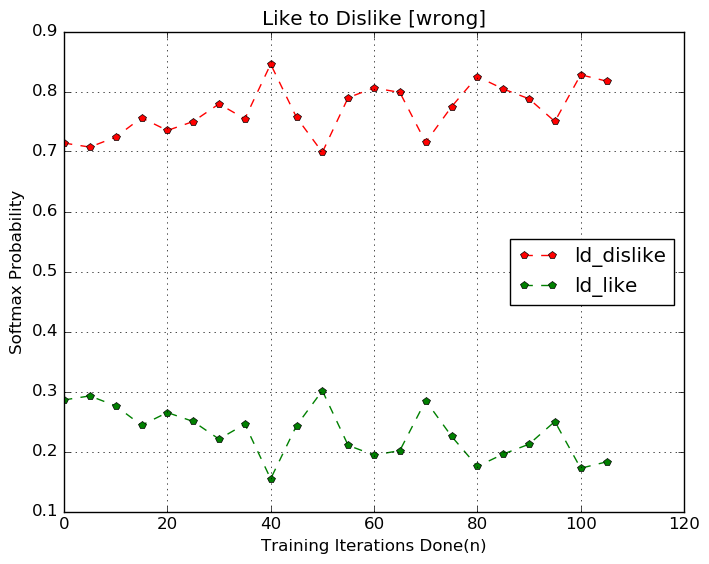 Like to Dislike [wrong]
0.9
0.8
0.7
0.6
0.5
0.4
0.3
0.2
0.1
Softmax Probability
ld_dislike
ld_like
0 20 40 60 80 100 120
Training Iterations Done(n)